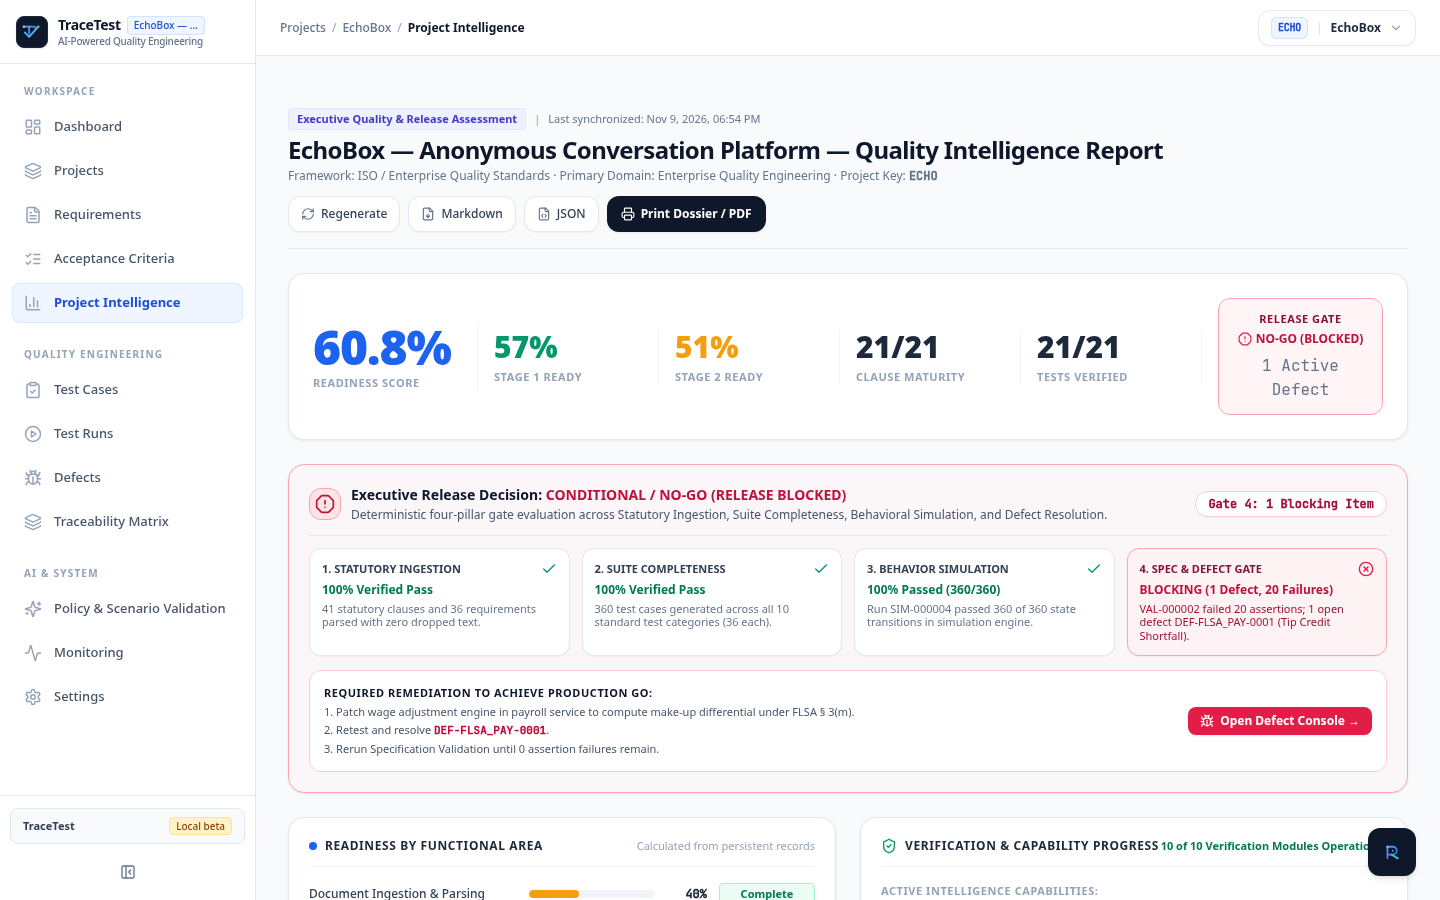 TraceTest
EchoBox — ...
AI-Powered Quality Engineering
WORKSPACE
Dashboard
Projects
Requirements
Acceptance Criteria
Project Intelligence
QUALITY ENGINEERING
Test Cases
Test Runs
Defects
Traceability Matrix
AI & SYSTEM
Policy & Scenario Validation
Monitoring
Settings
TraceTest
Local beta
Projects / EchoBox / Project Intelligence
ECHO
EchoBox
Executive Quality & Release Assessment | Last synchronized: Nov 9, 2026, 06:54 PM
EchoBox — Anonymous Conversation Platform — Quality Intelligence Report
Framework: ISO / Enterprise Quality Standards · Primary Domain: Enterprise Quality Engineering · Project Key: ECHO
Regenerate
Markdown
JSON
Print Dossier / PDF
60.8%
READINESS SCORE
57%
STAGE 1 READY
51%
STAGE 2 READY
21/21
CLAUSE MATURITY
21/21
TESTS VERIFIED
RELEASE GATE
NO-GO (BLOCKED)
1 Active
Defect
Executive Release Decision: CONDITIONAL / NO-GO (RELEASE BLOCKED)
Deterministic four-pillar gate evaluation across Statutory Ingestion, Suite Completeness, Behavioral Simulation, and Defect Resolution.
Gate 4: 1 Blocking Item
1. STATUTORY INGESTION
100% Verified Pass
41 statutory clauses and 36 requirements
parsed with zero dropped text.
2. SUITE COMPLETENESS
100% Verified Pass
360 test cases generated across all 10
standard test categories (36 each).
3. BEHAVIOR SIMULATION
100% Passed (360/360)
Run SIM-000004 passed 360 of 360 state
transitions in simulation engine.
4. SPEC & DEFECT GATE
BLOCKING (1 Defect, 20 Failures)
VAL-000002 failed 20 assertions; 1 open
defect DEF-FLSA_PAY-0001 (Tip Credit
Shortfall).
REQUIRED REMEDIATION TO ACHIEVE PRODUCTION GO:
1. Patch wage adjustment engine in payroll service to compute make-up differential under FLSA § 3(m).
2. Retest and resolve DEF-FLSA_PAY-0001.
3. Rerun Specification Validation until 0 assertion failures remain.
Open Defect Console →
READINESS BY FUNCTIONAL AREA
Calculated from persistent records
Document Ingestion & Parsing
40%
Complete
VERIFICATION & CAPABILITY PROGRESS
10 of 10 Verification Modules Operatio
ACTIVE INTELLIGENCE CAPABILITIES: